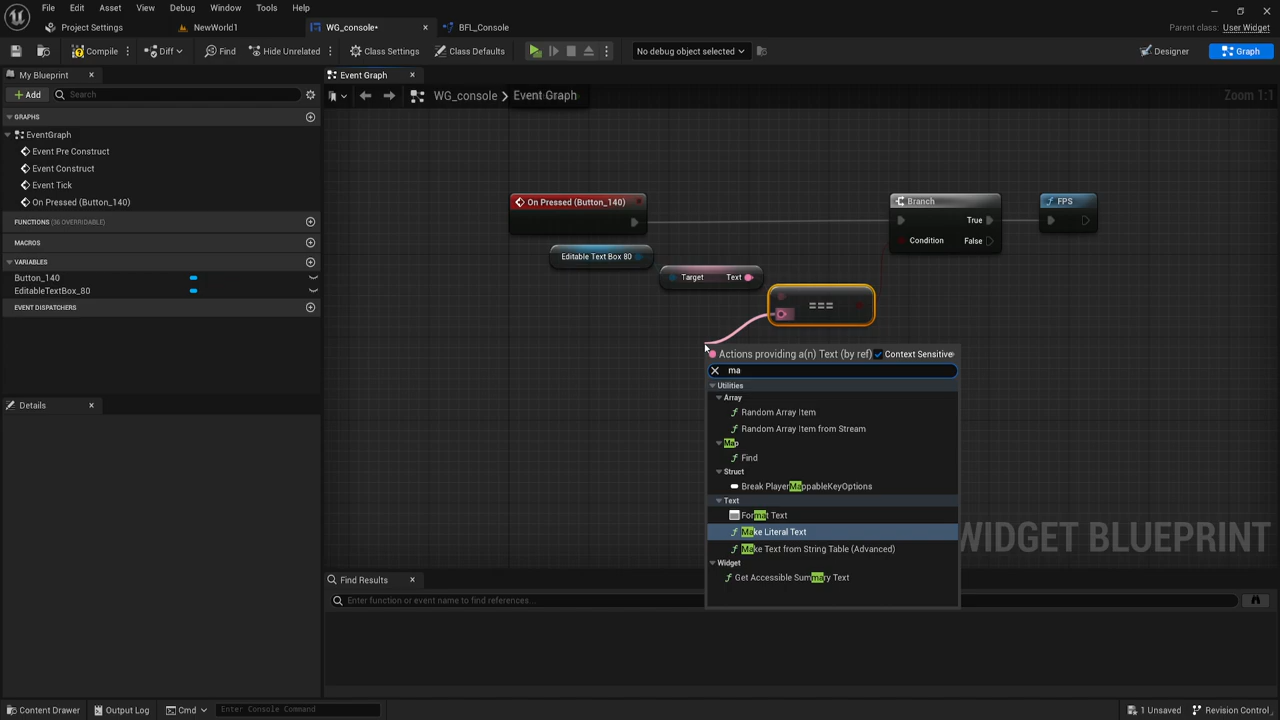 File Edit Asset View Debug Window Tools Help
Project Settings NewWorld1 WG_console• BFL_Console Parent class: User Widget
Compile Diff Find Hide Unrelated Class Settings Class Defaults No debug object selected Designer Graph
My Blueprint Event Graph
Add Search WG_console > Event Graph Zoom 1:1
GRAPHS
EventGraph
Event Pre Construct
Event Construct
Event Tick
On Pressed (Button_140)
FUNCTIONS (36 OVERRIDABLE)
MACROS
VARIABLES
Button_140
EditableTextBox_80
EVENT DISPATCHERS
Details
On Pressed (Button_140)
Editable Text Box 80
Target Text
===
Branch
True
Condition False
FPS
Actions providing a(n) Text (by ref) Context Sensitive
ma
Utilities
Array
Random Array Item
Random Array Item from Stream
Map
Find
Struct
Break PlayerMappableKeyOptions
Text
Format Text
Make Literal Text
Make Text from String Table (Advanced)
Widget
Get Accessible Summary Text
WIDGET BLUEPRINT
Find Results
Enter function or event name to find references...
Content Drawer Output Log Cmd Enter Console Command 1 Unsaved Revision Control